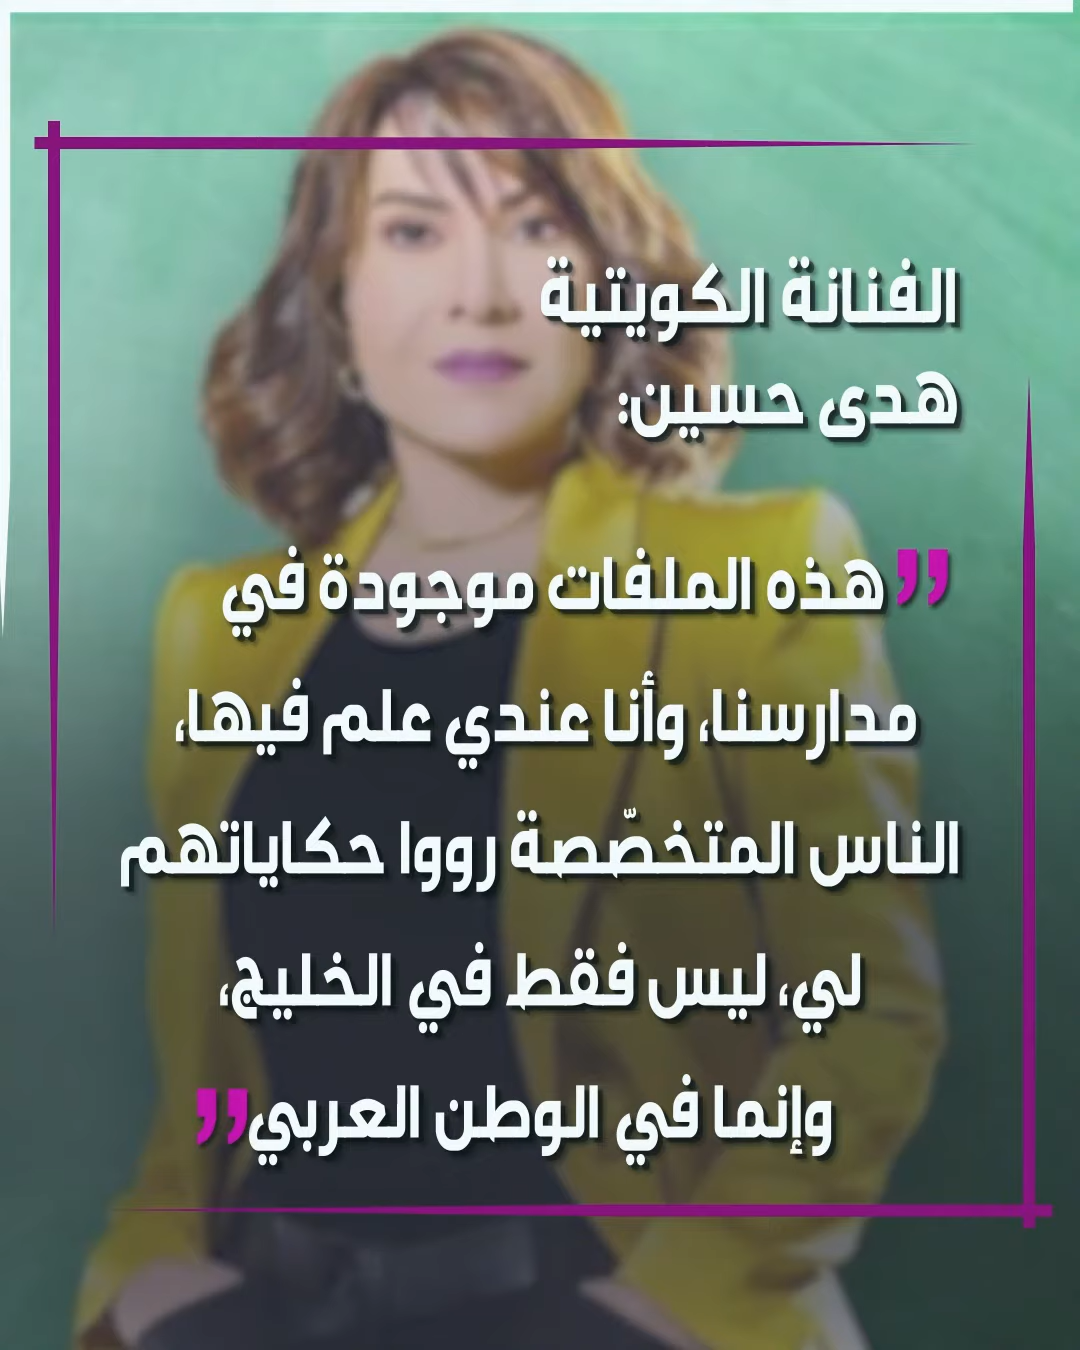 الفنانة الكويتية
هدى حسين:
"هذه الملفات موجودة في
مدارسنا، وأنا عندي علم فيها،
الناس المتخصّصة رووا حكاياتهم
لي، ليس فقط في الخليج،
وإنما في الوطن العربي"